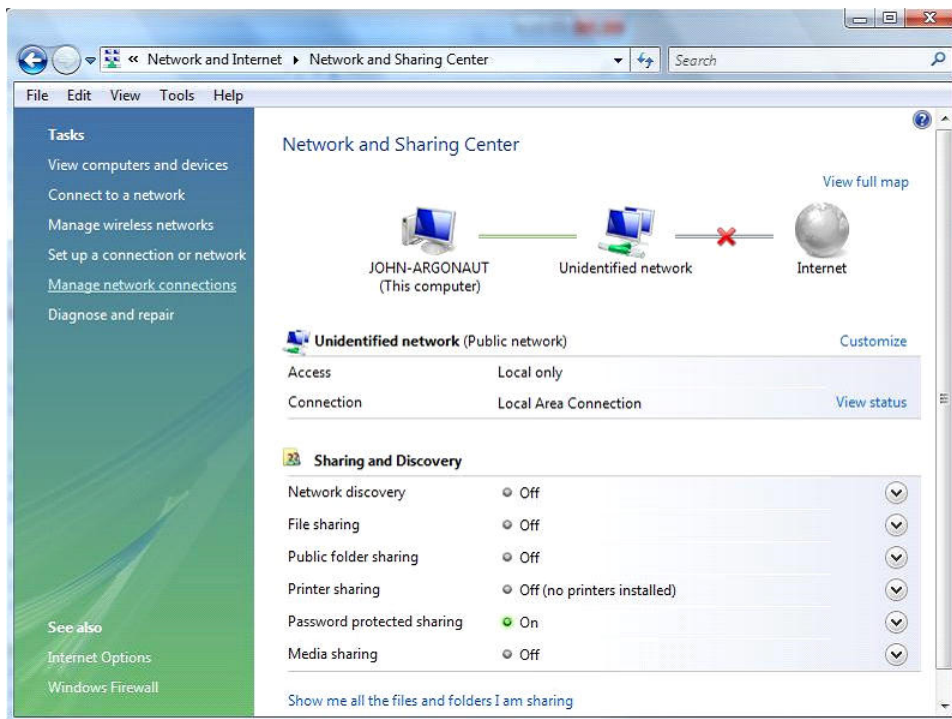 « Network and Internet ▸ Network and Sharing Center Search
File Edit View Tools Help
Tasks
View computers and devices
Connect to a network
Manage wireless networks
Set up a connection or network
Manage network connections
Diagnose and repair
See also
Internet Options
Windows Firewall
Network and Sharing Center
View full map
JOHN-ARGONAUT
(This computer)
Unidentified network
Internet
Unidentified network (Public network) Customize
Access Local only
Connection Local Area Connection View status
Sharing and Discovery
Network discovery Off
File sharing Off
Public folder sharing Off
Printer sharing Off (no printers installed)
Password protected sharing On
Media sharing Off
Show me all the files and folders I am sharing